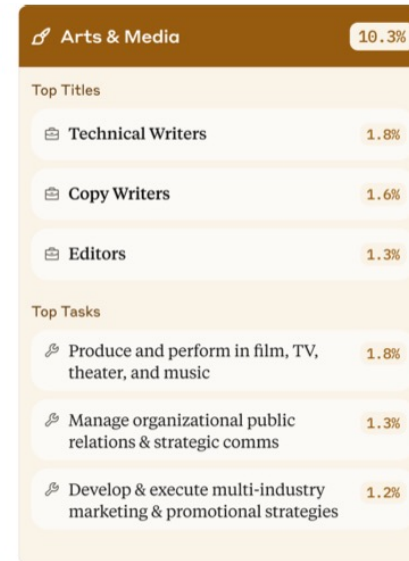 Arts & Media 10.3%
Top Titles
Technical Writers 1.8%
Copy Writers 1.6%
Editors 1.3%
Top Tasks
Produce and perform in film, TV, 1.8%
theater, and music
Manage organizational public 1.3%
relations & strategic comms
Develop & execute multi-industry 1.2%
marketing & promotional strategies